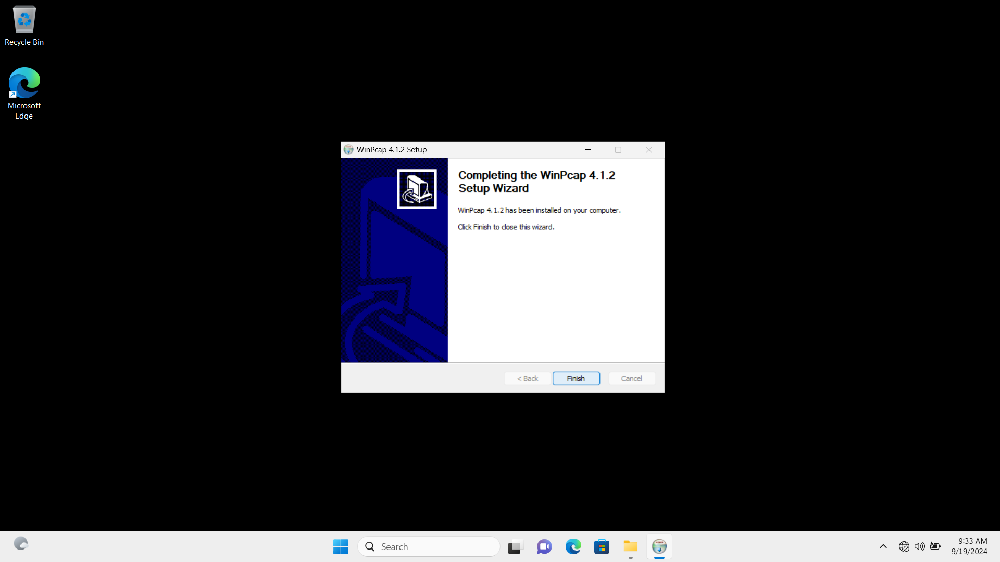 Recycle Bin
Microsoft
Edge
WinPcap 4.1.2 Setup
Completing the WinPcap 4.1.2
Setup Wizard
WinPcap 4.1.2 has been installed on your computer.
Click Finish to close this wizard.
< Back
Finish
Cancel
Search
9:33 AM
9/19/2024